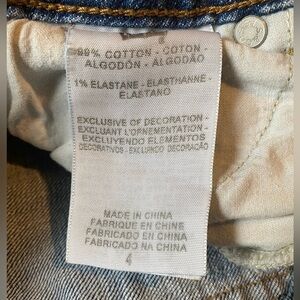 99% COTTON - COTON -
ALGODÓN - ALGODÃO
1% ELASTANE - ELASTHANNE -
ELASTANO
EXCLUSIVE OF DECORATION -
EXCLUANT L'ORNEMENTATION -
EXCLUYENDO ELEMENTOS
DECORATIVOS - EXCLUINDO DECORAÇÃO
MADE IN CHINA
FABRIQUE EN CHINE
FABRICADO EN CHINA
FABRICADO NA CHINA
4